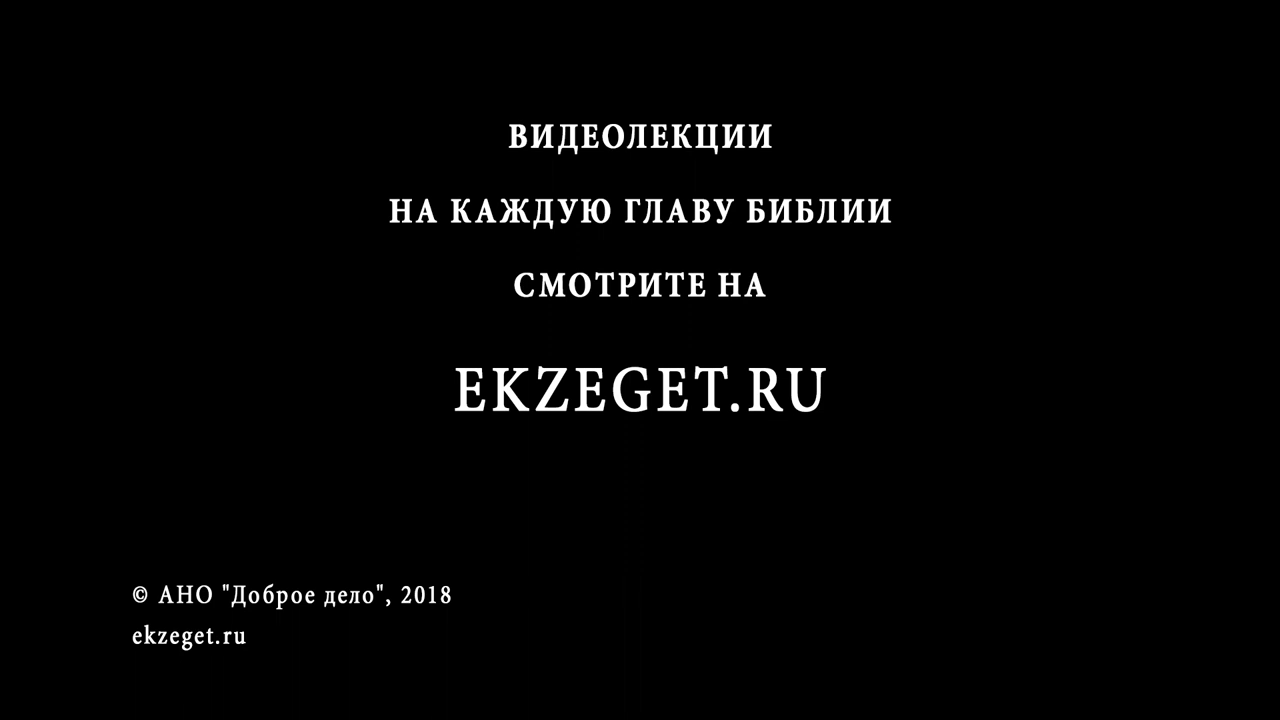 ВИДЕОЛЕКЦИИ
НА КАЖДУЮ ГЛАВУ БИБЛИИ
СМОТРИТЕ НА
EKZEGET.RU
© АНО "Доброе дело", 2018
ekzeget.ru